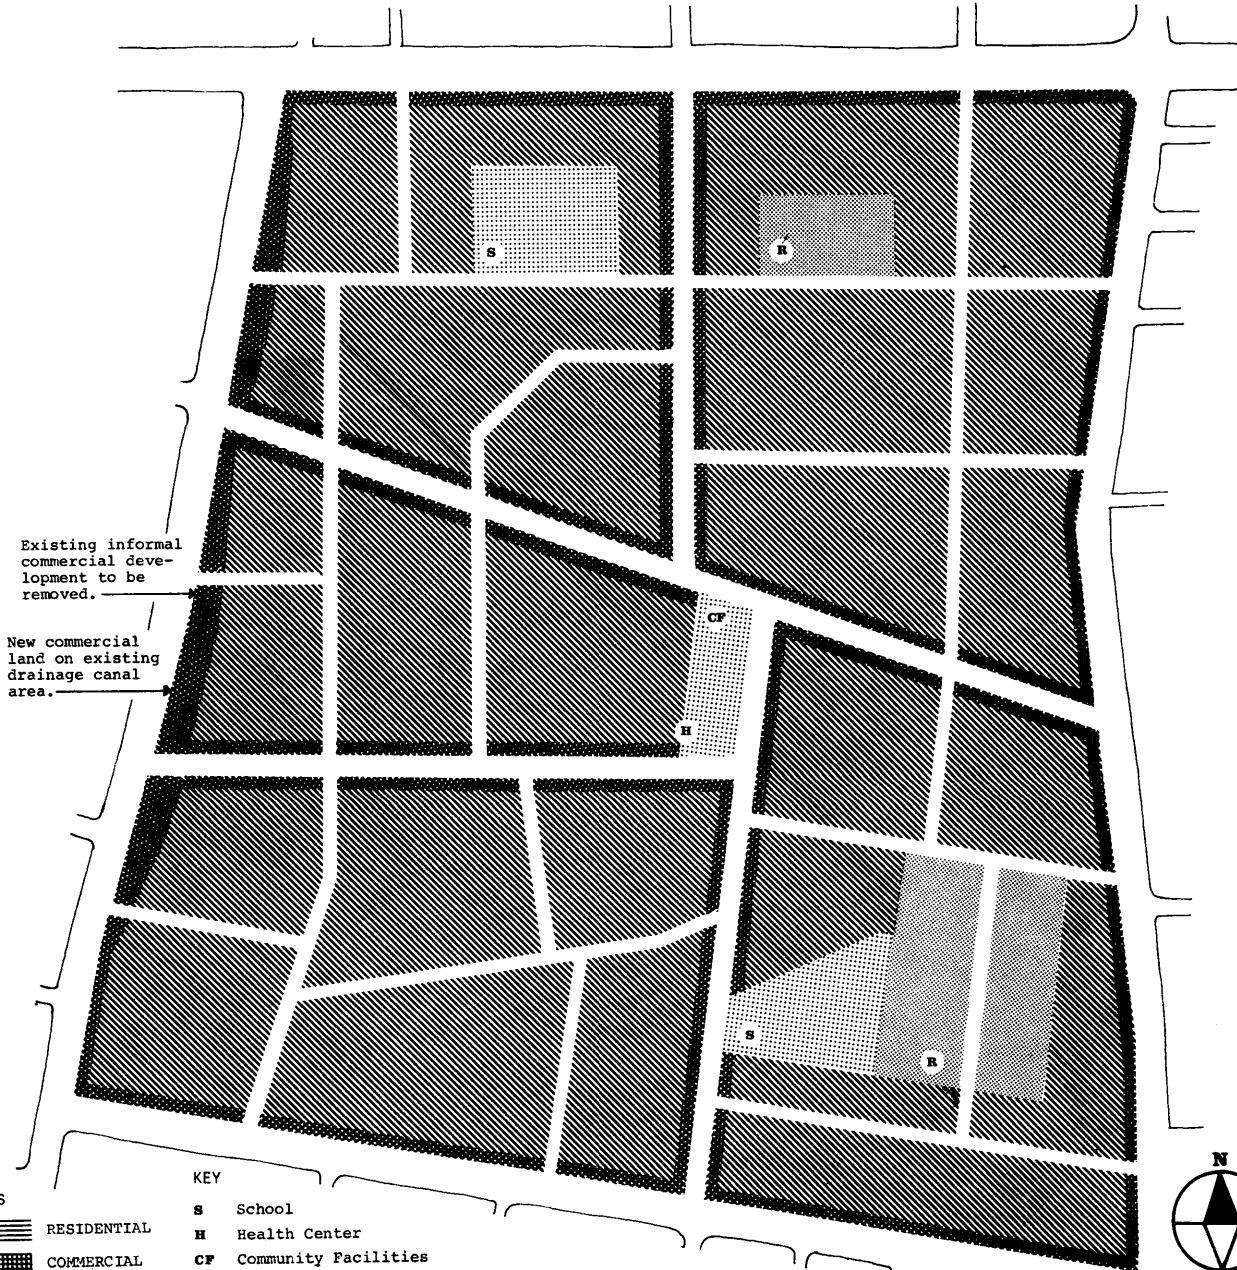 S
R
Existing informal
commercial deve-
lopment to be
removed.
CF
New commercial
land on existing
drainage canal
area.
H
S
R
N
KEY
S
S School
RESIDENTIAL
H Health Center
COMMERCIAL
CF Community Facilities